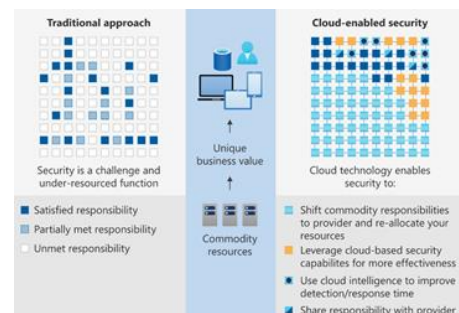 Traditional approach
Security is a challenge and
under-resourced function
Satisfied responsibility
Partially met responsibility
Unmet responsibility
Unique
business value
Commodity
resources
Cloud-enabled security
Cloud technology enables
security to:
Shift commodity responsibilities
to provider and re-allocate your
resources
Leverage cloud-based security
capabilites for more effectiveness
Use cloud intelligence to improve
detection/response time
Share responsibility with provider